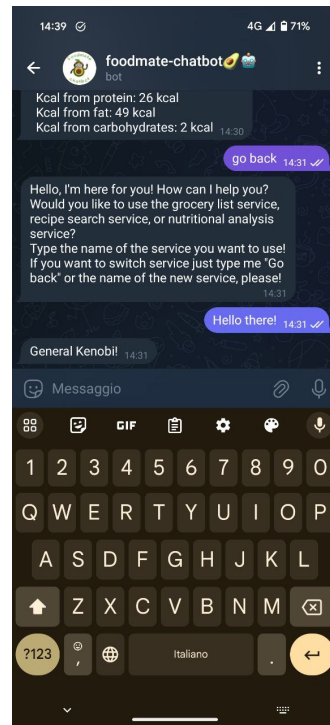 14:39 4G 71%
foodmate-chatbot🥑🧁
bot
Kcal from protein: 26 kcal
Kcal from fat: 49 kcal
Kcal from carbohydrates: 2 kcal 14:30
go back 14:31
Hello, I'm here for you! How can I help you?
Would you like to use the grocery list service,
recipe search service, or nutritional analysis
service?
Type the name of the service you want to use!
If you want to switch service just type me "Go
back" or the name of the new service, please!
14:31
Hello there! 14:31
General Kenobi! 14:31
Messaggio
GIF
1 2 3 4 5 6 7 8 9 0
Q W E R T Y U I O P
A S D F G H J K L
Z X C V B N M
?123 , Italiano .